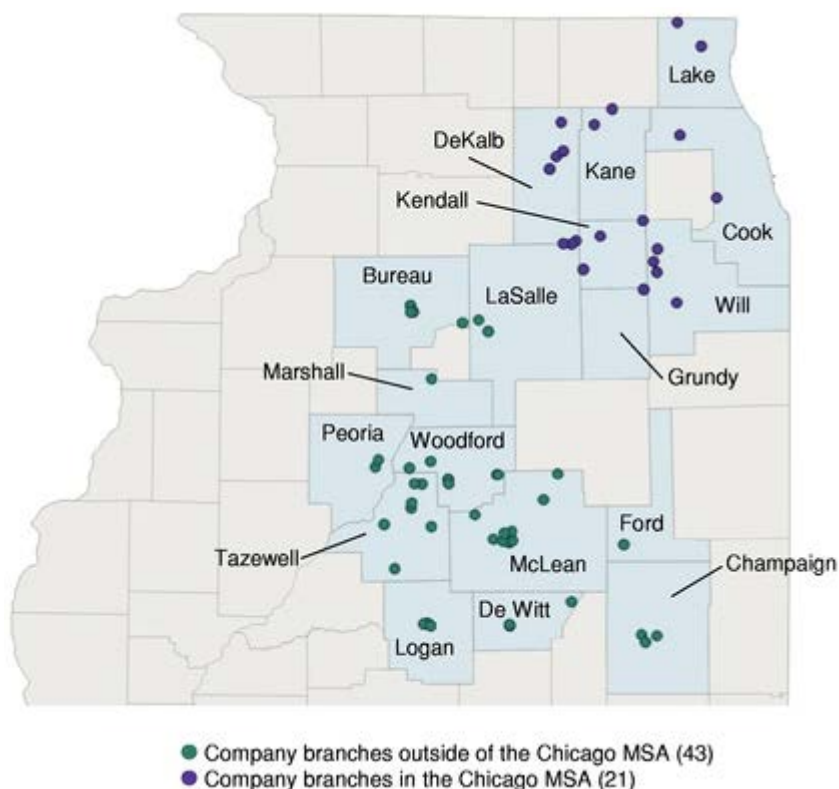 Lake
DeKalb
Kane
Kendall
Cook
Bureau
LaSalle
Will
Marshall
Grundy
Peoria
Woodford
Ford
Tazewell
McLean
Champaign
De Witt
Logan
Company branches outside of the Chicago MSA (43)
Company branches in the Chicago MSA (21)